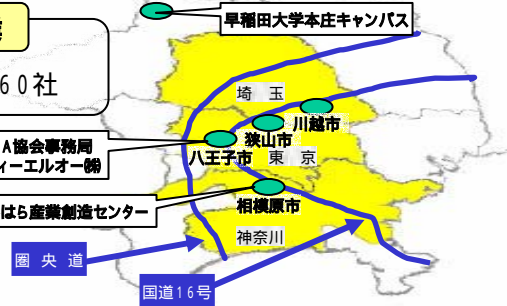 早稲田大学本庄キャンパス
60社
埼玉
川越市
狭山市
A協会事務局
ィーエルオー㈱
八王子市
東京
はら産業創造センター
相模原市
神奈川
圏央道
国道16号